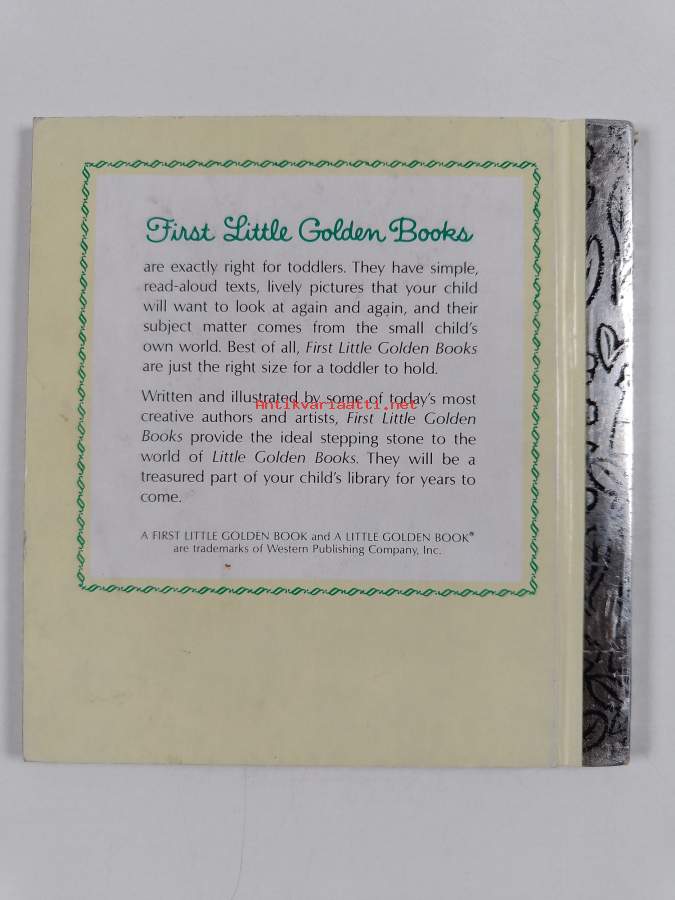 First Little Golden Books
are exactly right for toddlers. They have simple,
read-aloud texts, lively pictures that your child
will want to look at again and again, and their
subject matter comes from the small child's
own world. Best of all, First Little Golden Books
are just the right size for a toddler to hold.
Written and illustrated by some of today's most
Antikvariaatti.net
creative authors and artists, First Little Golden
Books provide the ideal stepping stone to the
world of Little Golden Books. They will be a
treasured part of your child's library for years to
come.
A FIRST LITTLE GOLDEN BOOK and A LITTLE GOLDEN BOOK®
are trademarks of Western Publishing Company, Inc.